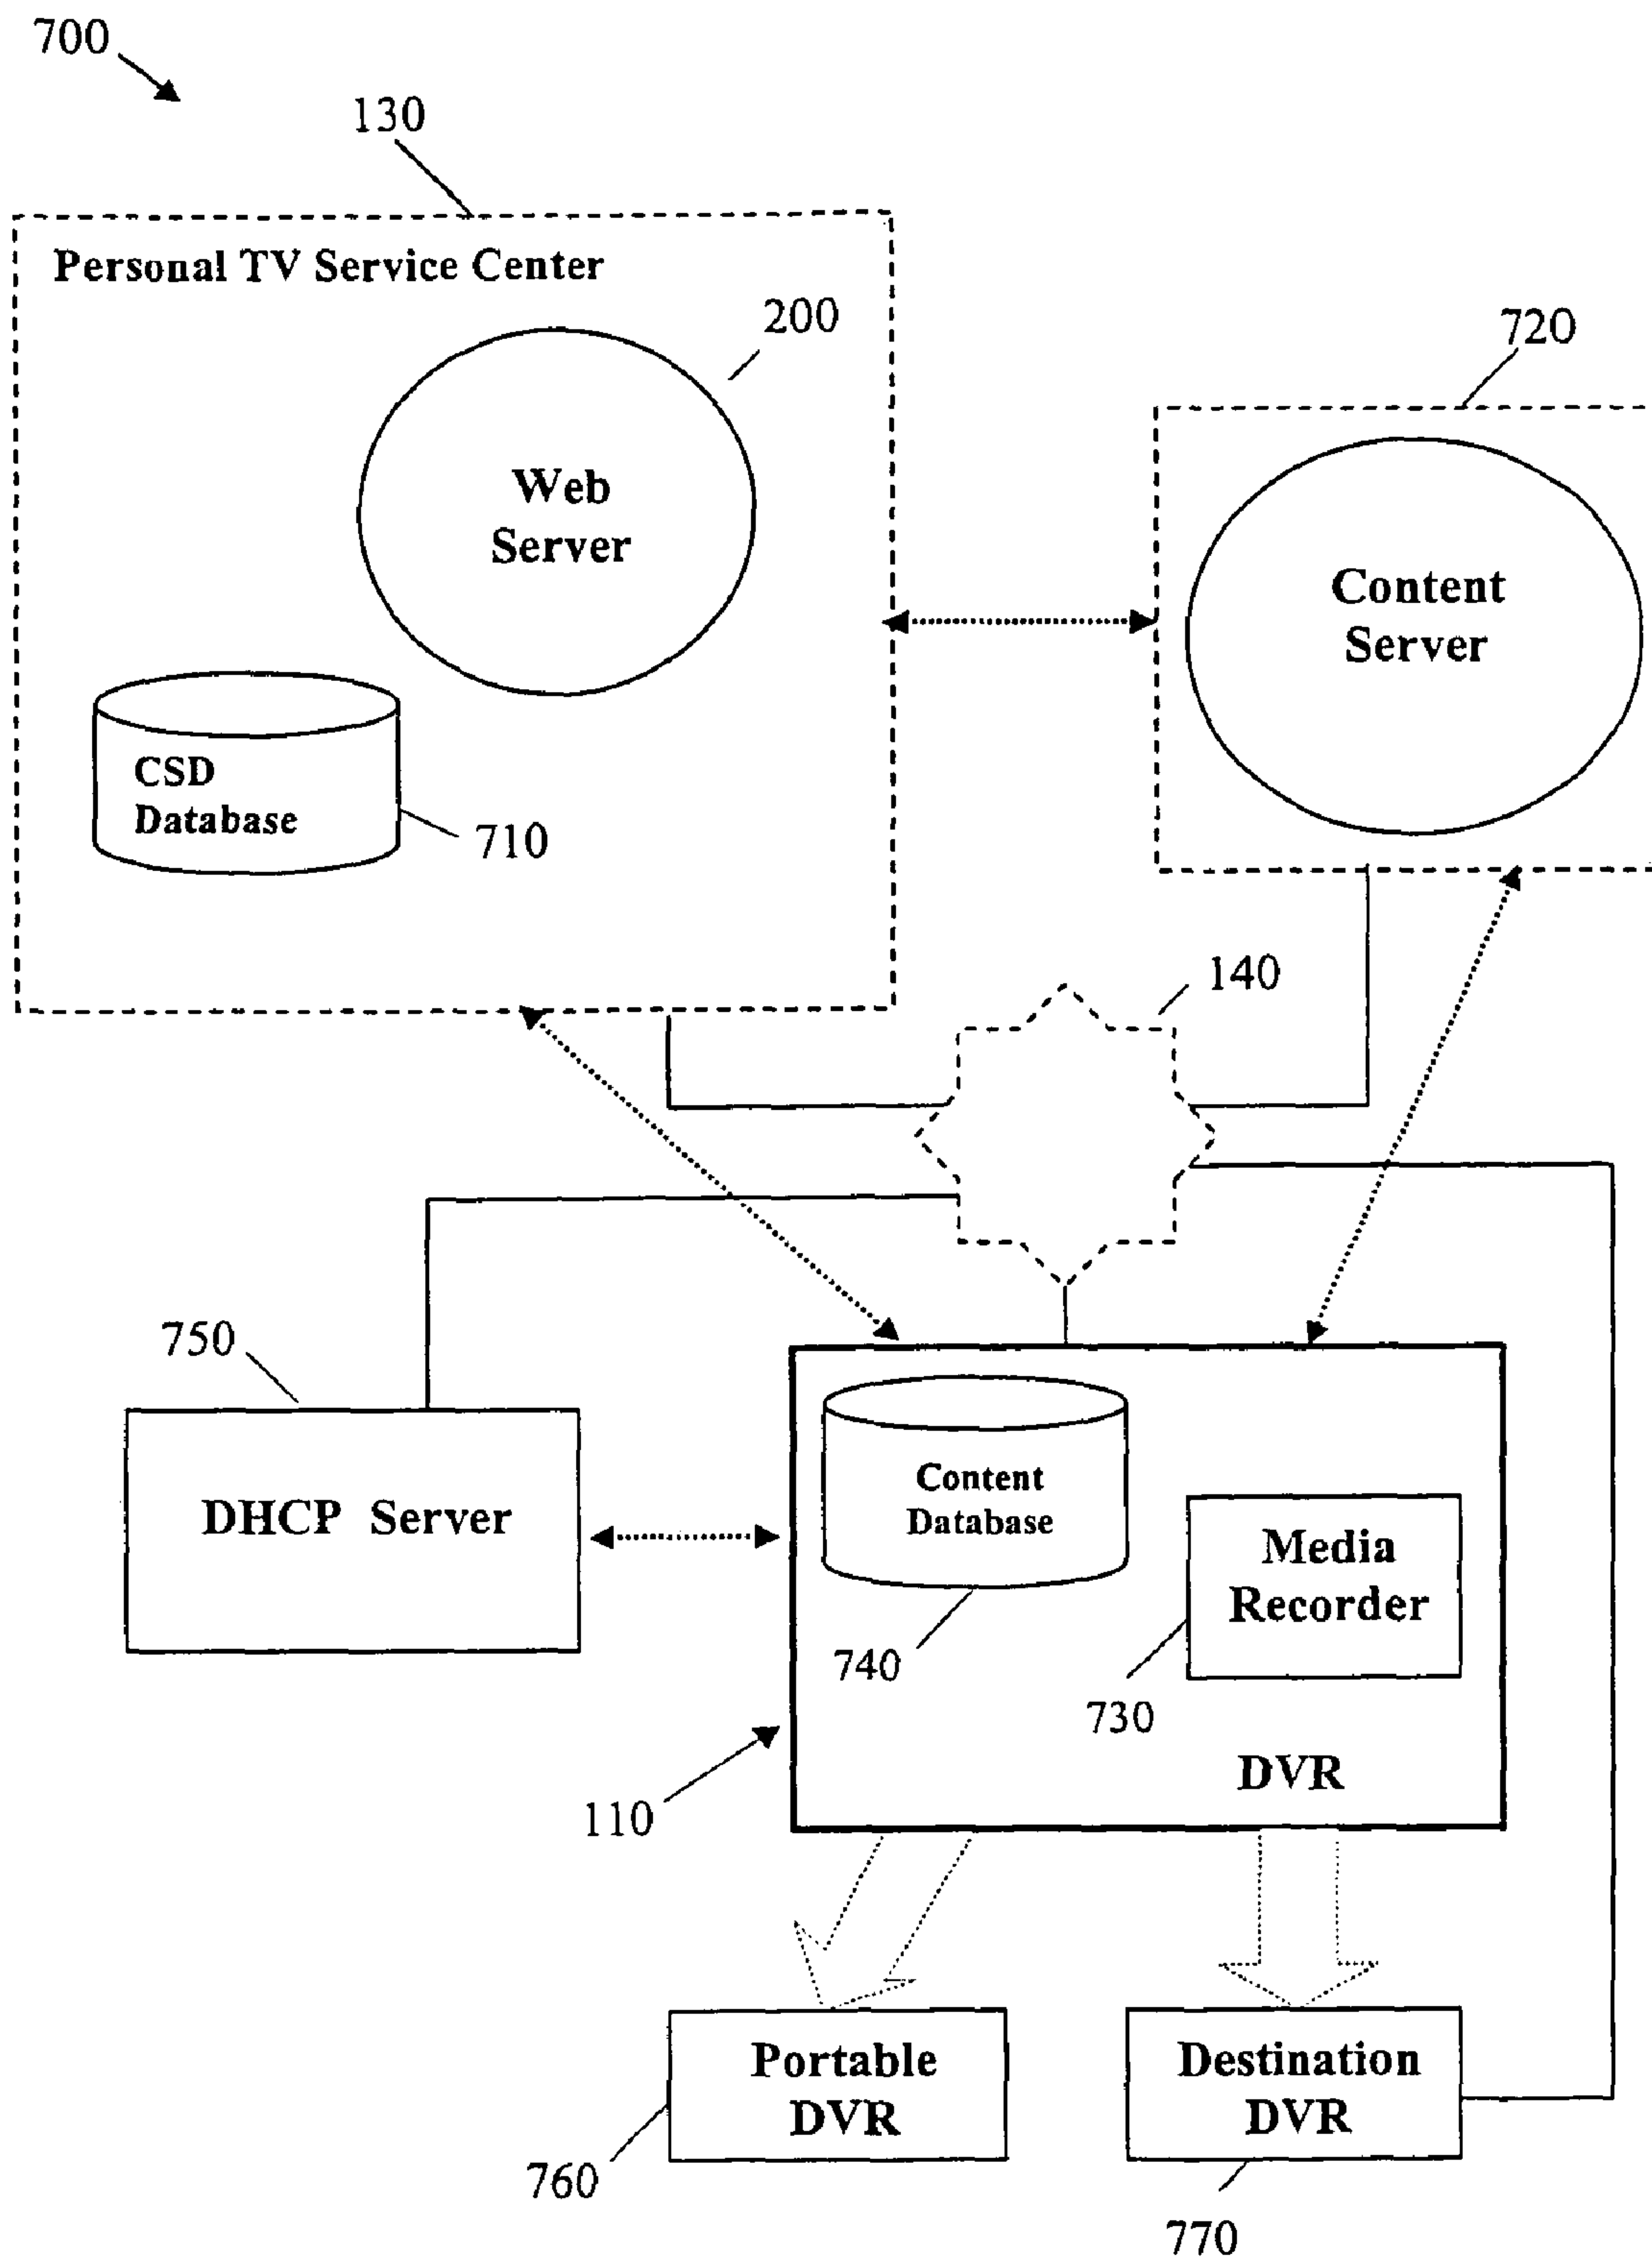 700
130
Personal TV Service Center
200
Web
Server
720
Content
Server
CSD
Database
710
140
750
DHCP Server
Content
Database
Media
Recorder
740
730
DVR
110
Portable
DVR
Destination
DVR
760
770